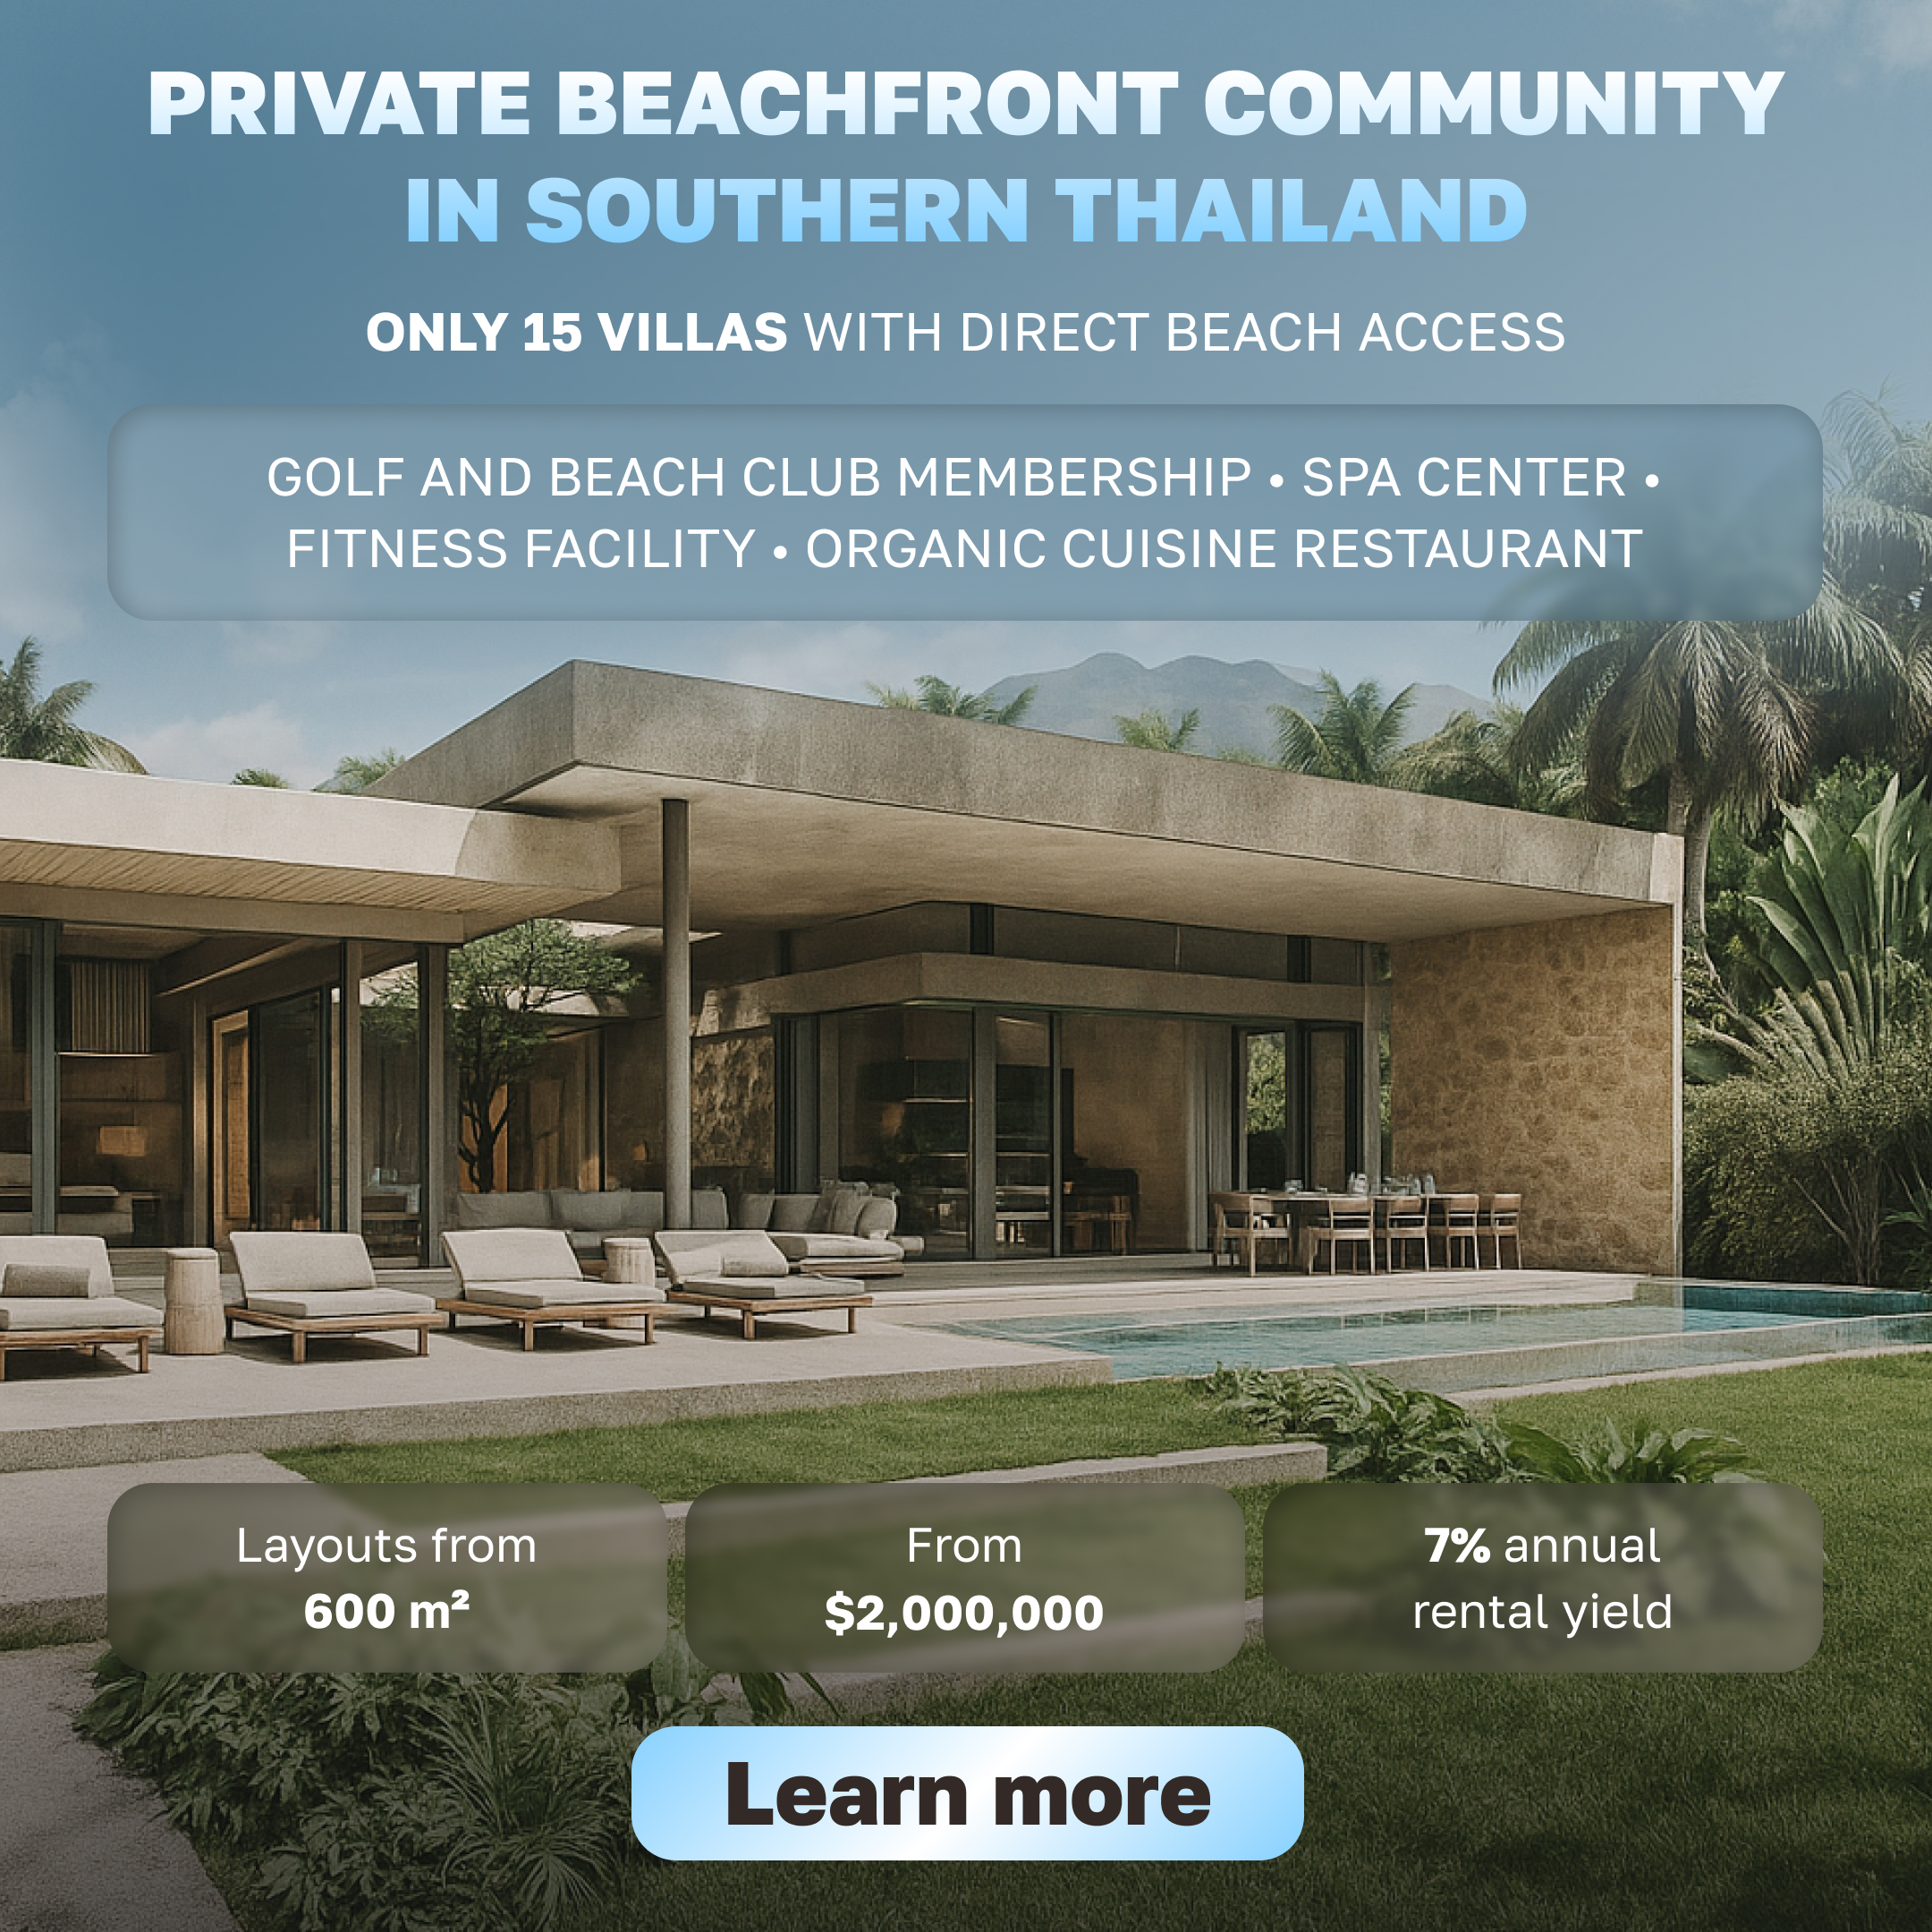 PRIVATE BEACHFRONT COMMUNITY
IN SOUTHERN THAILAND
ONLY 15 VILLAS WITH DIRECT BEACH ACCESS
GOLF AND BEACH CLUB MEMBERSHIP • SPA CENTER •
FITNESS FACILITY • ORGANIC CUISINE RESTAURANT
Layouts from
600 m²
From
$2,000,000
7% annual
rental yield
Learn more